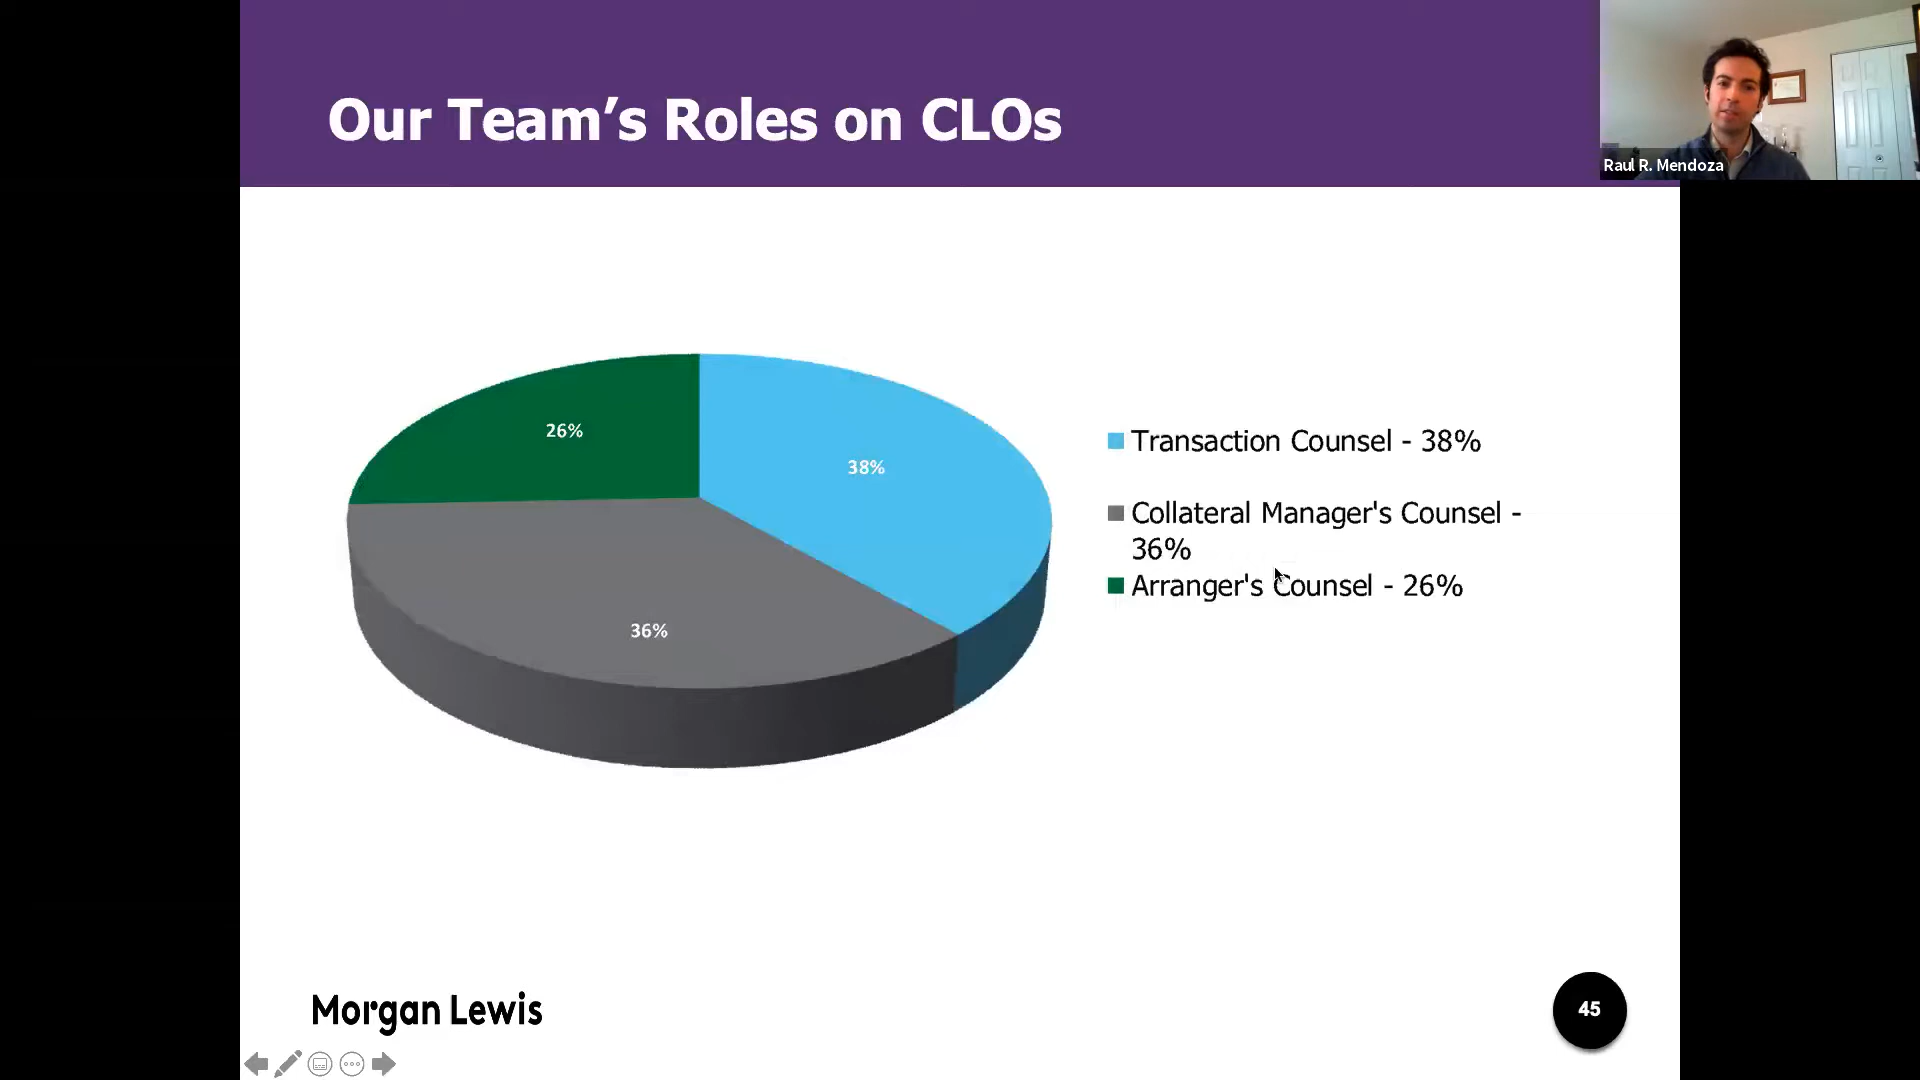 Our Team’s Roles on CLOs
Raul R. Mendoza
26%
38%
36%
Transaction Counsel - 38%
Collateral Manager's Counsel -
36%
Arranger's Counsel - 26%
Morgan Lewis
45